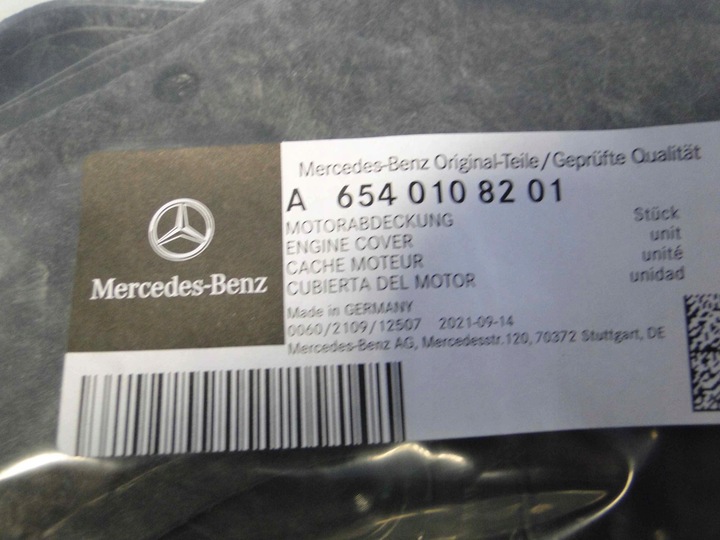 Mercedes-Benz Original-Teile/Geprüfte Qualität
A 654 010 82 01
MOTORABDECKUNG Stück
ENGINE COVER unit
CACHE MOTEUR unité
CUBIERTA DEL MOTOR unidad
Made in GERMANY
0060/2109/12507 2021-09-14
Mercedes-Benz AG, Mercedesstr.120, 70372 Stuttgart, DE
Mercedes-Benz